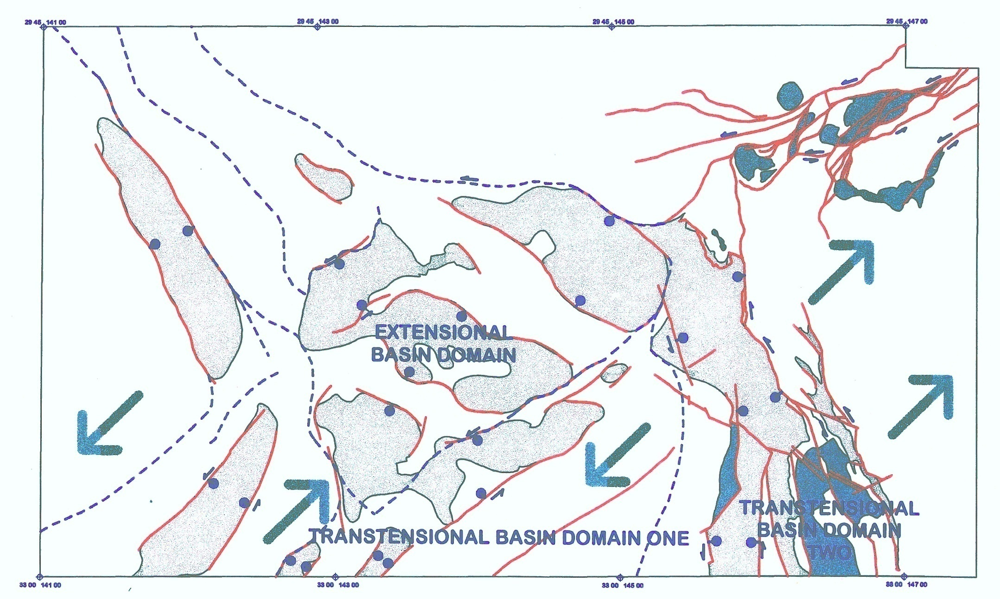 29 45 141 00
29 45 143 00
29 45 145 00
29 45 147 00
EXTENSIONAL
BASIN DOMAIN
TRANSTENSIONAL BASIN DOMAIN ONE
TRANSTENSIONAL
BASIN DOMAIN
TWO
33 00 141 00
33 00 143 00
33 00 145 00
33 00 147 00